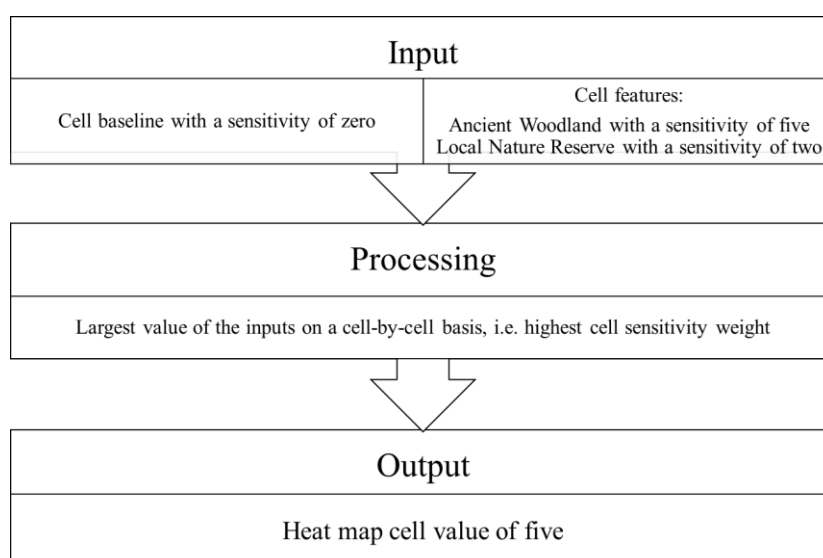 Input
Cell baseline with a sensitivity of zero
Cell features:
Ancient Woodland with a sensitivity of five
Local Nature Reserve with a sensitivity of two
Processing
Largest value of the inputs on a cell-by-cell basis, i.e. highest cell sensitivity weight
Output
Heat map cell value of five